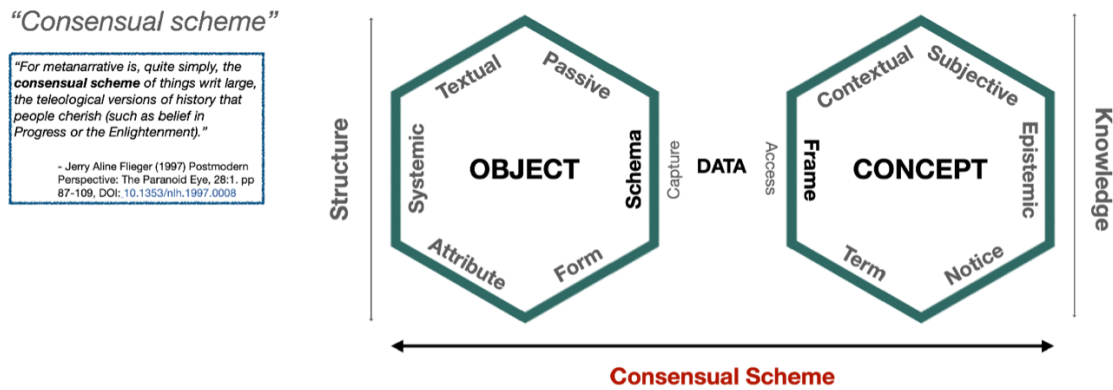 “Consensual scheme”
“For metanarrative is, quite simply, the
consensual scheme of things writ large,
the teleological versions of history that
people cherish (such as belief in
Progress or the Enlightenment).”
- Jerry Aline Flieger (1997) Postmodern
Perspective: The Paranoid Eye, 28:1. pp
87-109, DOI: 10.1353/nlh.1997.0008
Structure
Textual
Passive
Systemic
OBJECT
Schema
Attribute
Form
Capture
DATA
Access
Contextual
Subjective
Frame
CONCEPT
Epistemic
Term
Notice
Knowledge
Consensual Scheme